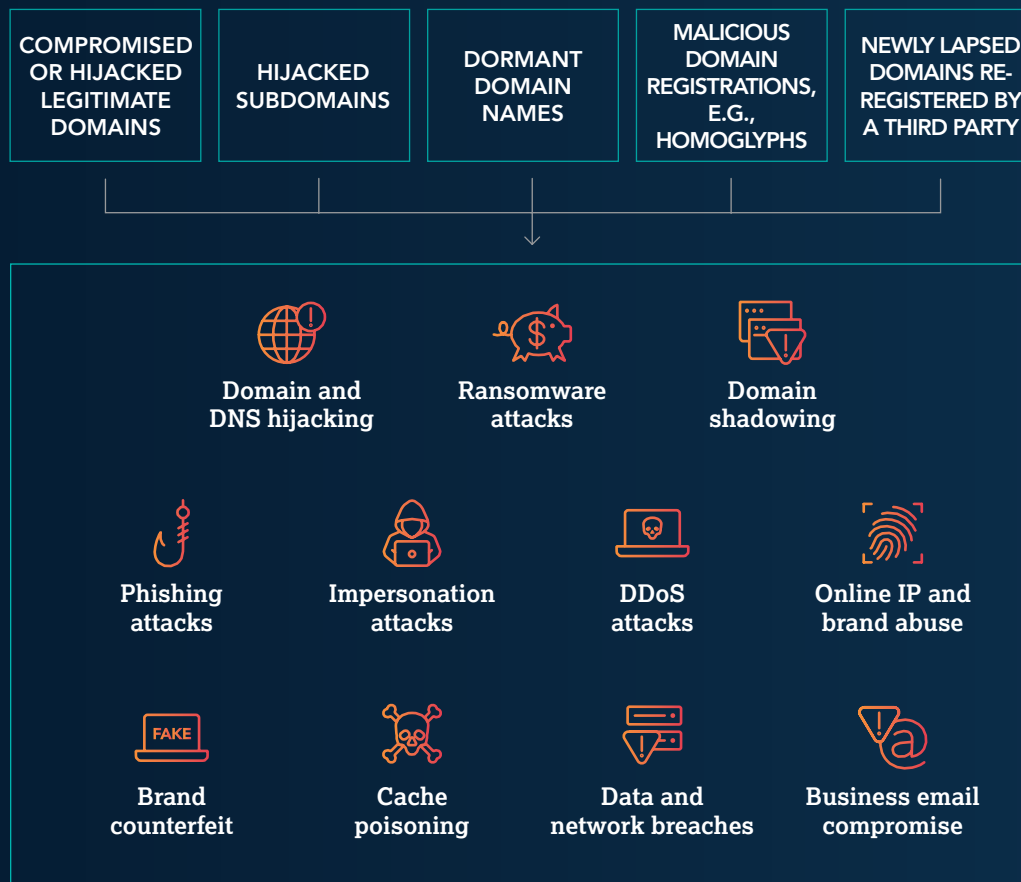 COMPROMISED
OR HIJACKED
LEGITIMATE
DOMAINS
HIJACKED
SUBDOMAINS
DORMANT
DOMAIN
NAMES
MALICIOUS
DOMAIN
REGISTRATIONS,
E.G.,
HOMOGLYPHS
NEWLY LAPSED
DOMAINS RE-
REGISTERED BY
A THIRD PARTY
Domain and
DNS hijacking
$
Ransomware
attacks
Domain
shadowing
Phishing
attacks
Impersonation
attacks
DDoS
attacks
Online IP and
brand abuse
FAKE
Brand
counterfeit
Cache
poisoning
Data and
network breaches
@
Business email
compromise